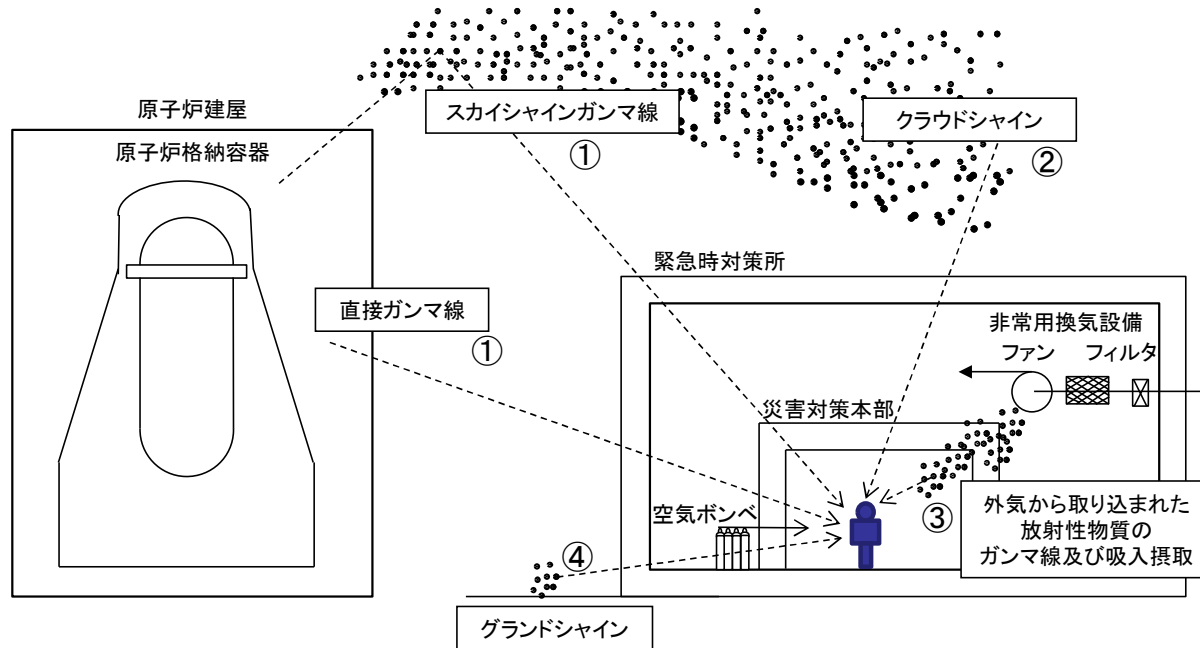 原子炉建屋
原子炉格納容器
スカイシャインガンマ線
①
クラウドシャイン
②
直接ガンマ線
①
緊急時対策所
非常用換気設備
ファン
フィルタ
災害対策本部
空気ボンベ
③
外気から取り込まれた
放射性物質の
ガンマ線及び吸入摂取
④
グランドシャイン